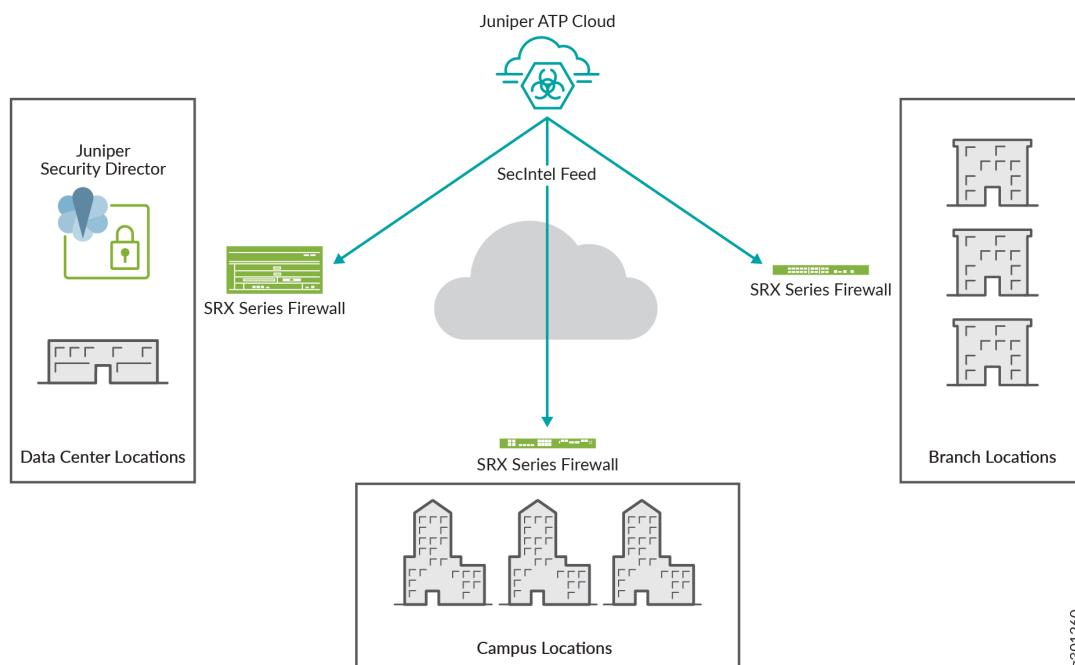 Juniper ATP Cloud
Juniper
Security Director
SecIntel Feed
SRX Series Firewall
SRX Series Firewall
Data Center Locations
Branch Locations
SRX Series Firewall
Campus Locations